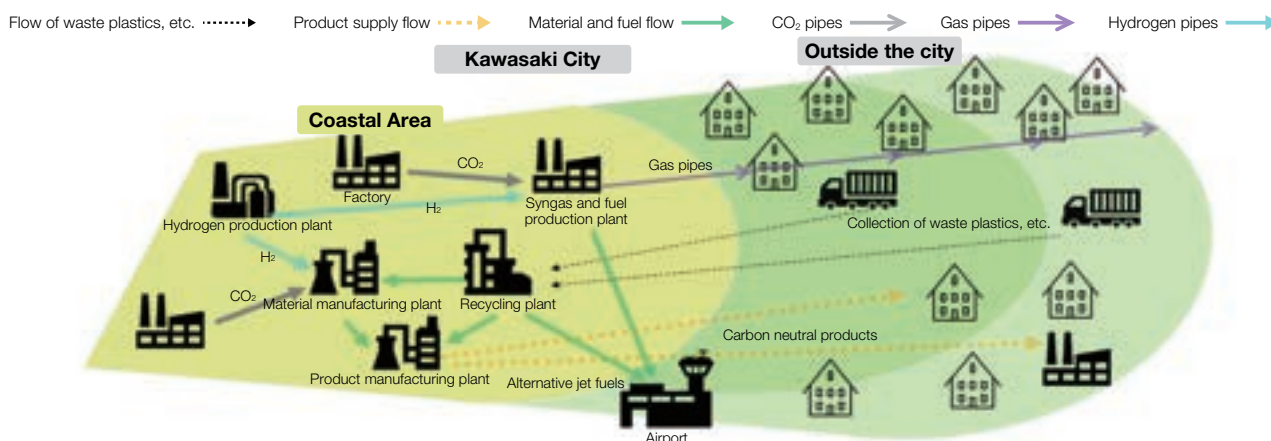 Flow of waste plastics, etc.
Product supply flow
Material and fuel flow
CO₂ pipes
Gas pipes
Hydrogen pipes
Kawasaki City
Outside the city
Coastal Area
CO₂
Gas pipes
Factory
Syngas and fuel
production plant
H₂
Hydrogen production plant
Collection of waste plastics, etc.
H₂
CO₂
Material manufacturing plant
Recycling plant
Carbon neutral products
Product manufacturing plant
Alternative jet fuels
Airport